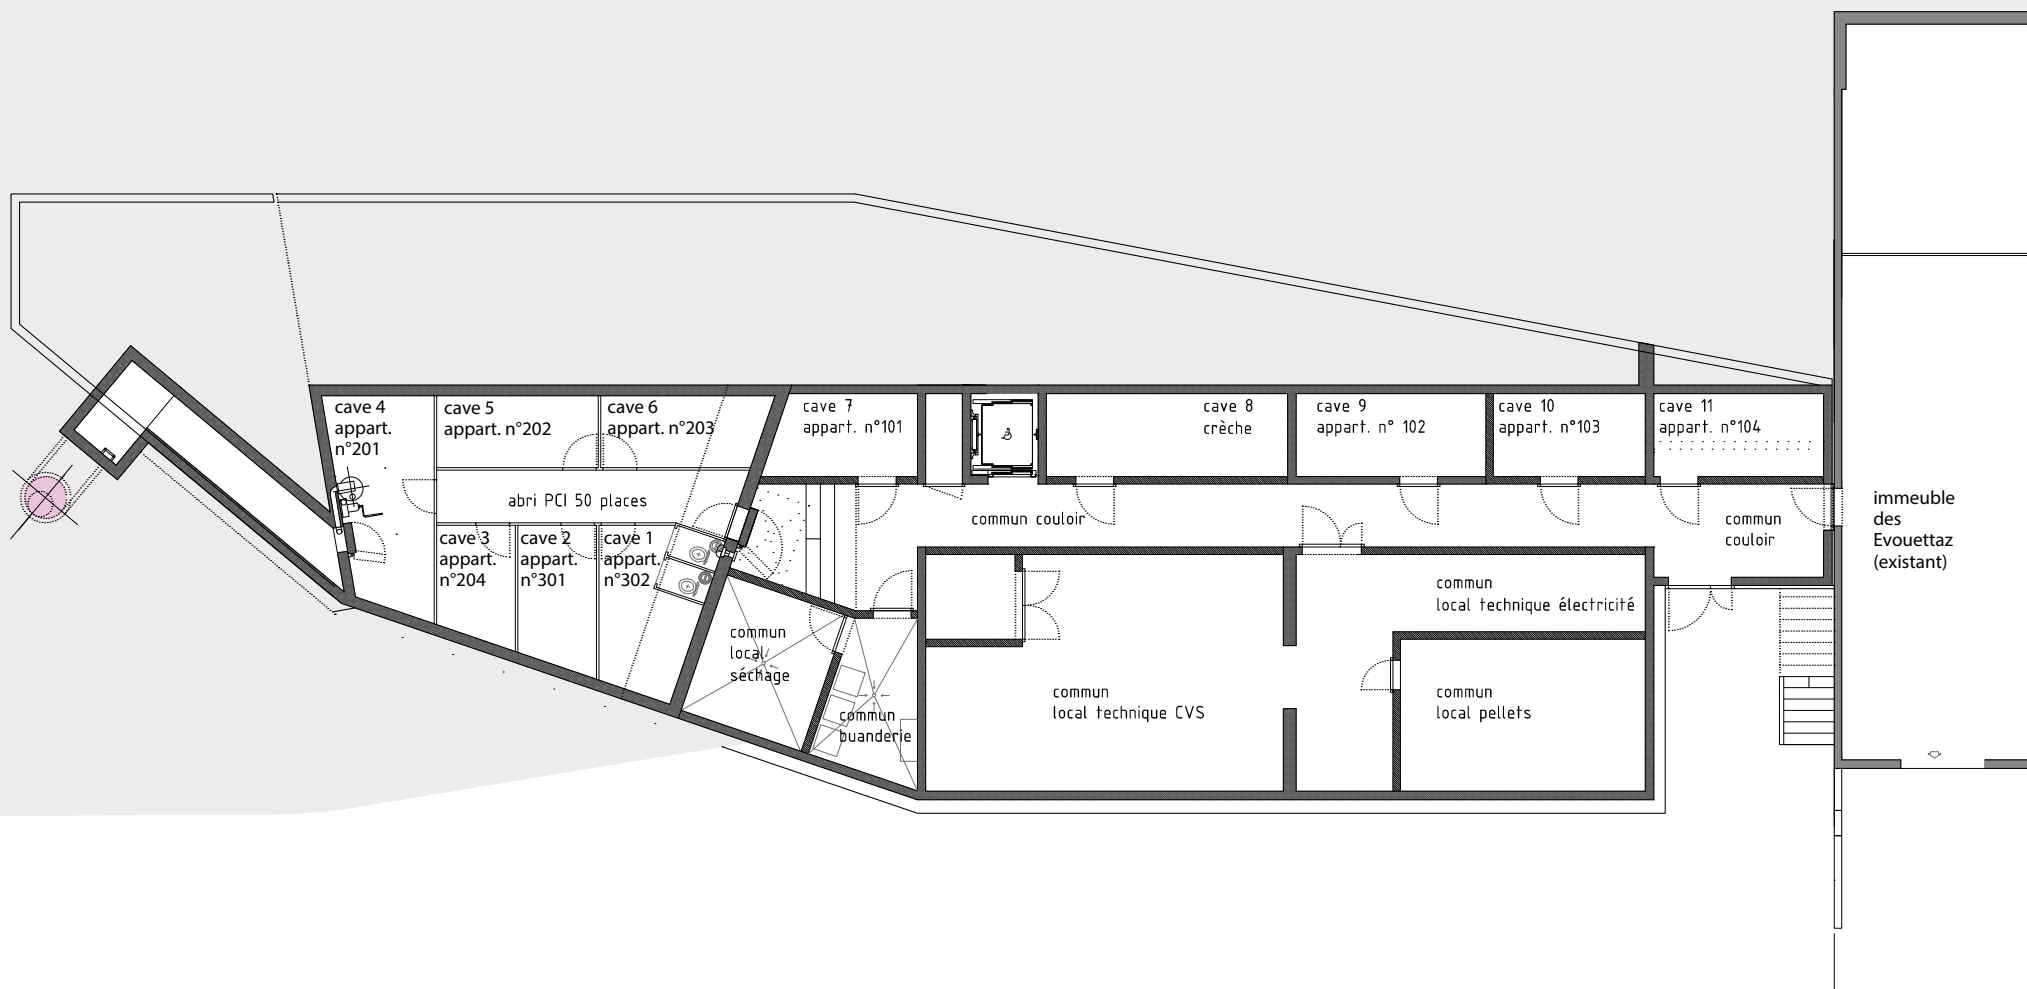 cave 4
appart.
n°201
cave 5
appart. n°202
cave 6
appart. n°203
cave 7
appart. n°101
cave 8
crèche
cave 9
appart. n° 102
cave 10
appart. n°103
cave 11
appart. n°104
abri PCI 50 places
cave 3
appart.
n°204
cave 2
appart.
n°301
cave 1
appart.
n°302
commun couloir
commun
couloir
immeuble
des
Evouettaz
(existant)
commun
local
séchage
commun
buanderie
commun
local technique CVS
commun
local technique électricité
commun
local pellets